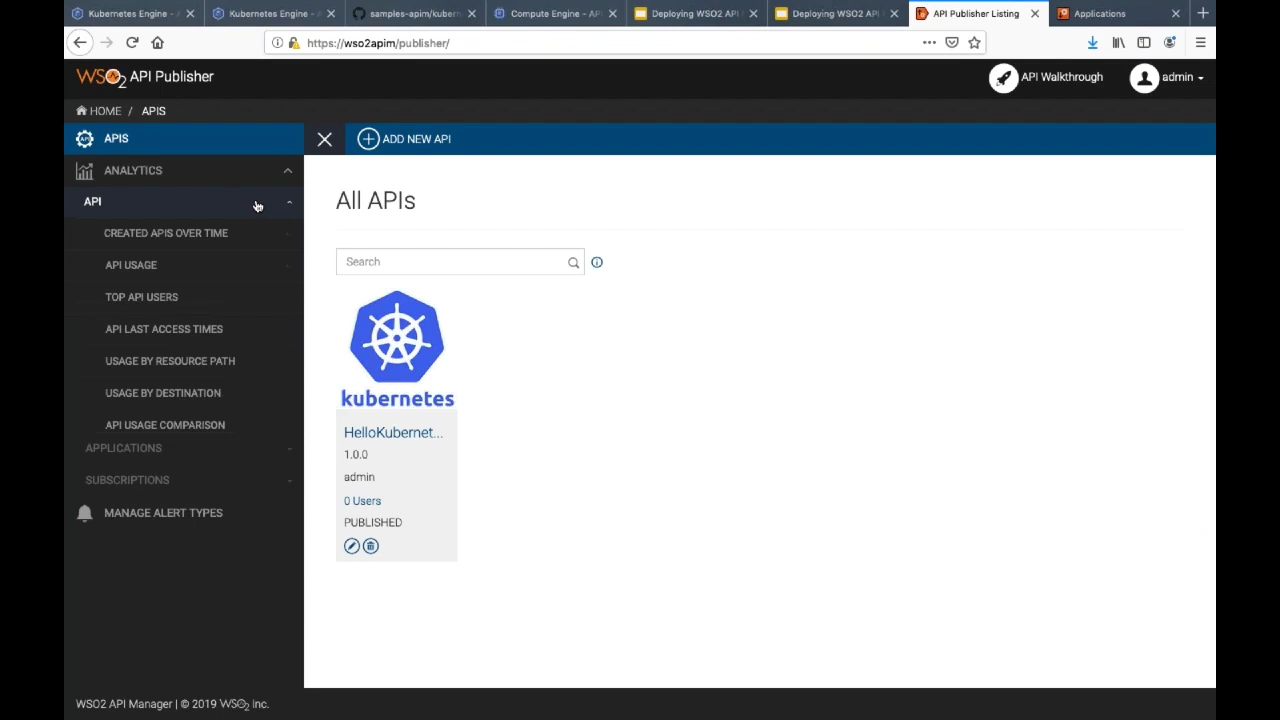 Kubernetes Engine - A
Kubernetes Engine - A
samples-apim/kubern
Compute Engine - API
Deploying WSO2 API
Deploying WSO2 API
API Publisher Listing
Applications
https://wso2apim/publisher/
WSO2 API Publisher
API Walkthrough
admin
HOME / APIS
APIS
ADD NEW API
ANALYTICS
API
CREATED APIS OVER TIME
API USAGE
TOP API USERS
API LAST ACCESS TIMES
USAGE BY RESOURCE PATH
USAGE BY DESTINATION
API USAGE COMPARISON
APPLICATIONS
SUBSCRIPTIONS
MANAGE ALERT TYPES
All APIs
Search
kubernetes
HelloKubernet...
1.0.0
admin
0 Users
PUBLISHED
WSO2 API Manager | © 2019 WSO2 Inc.